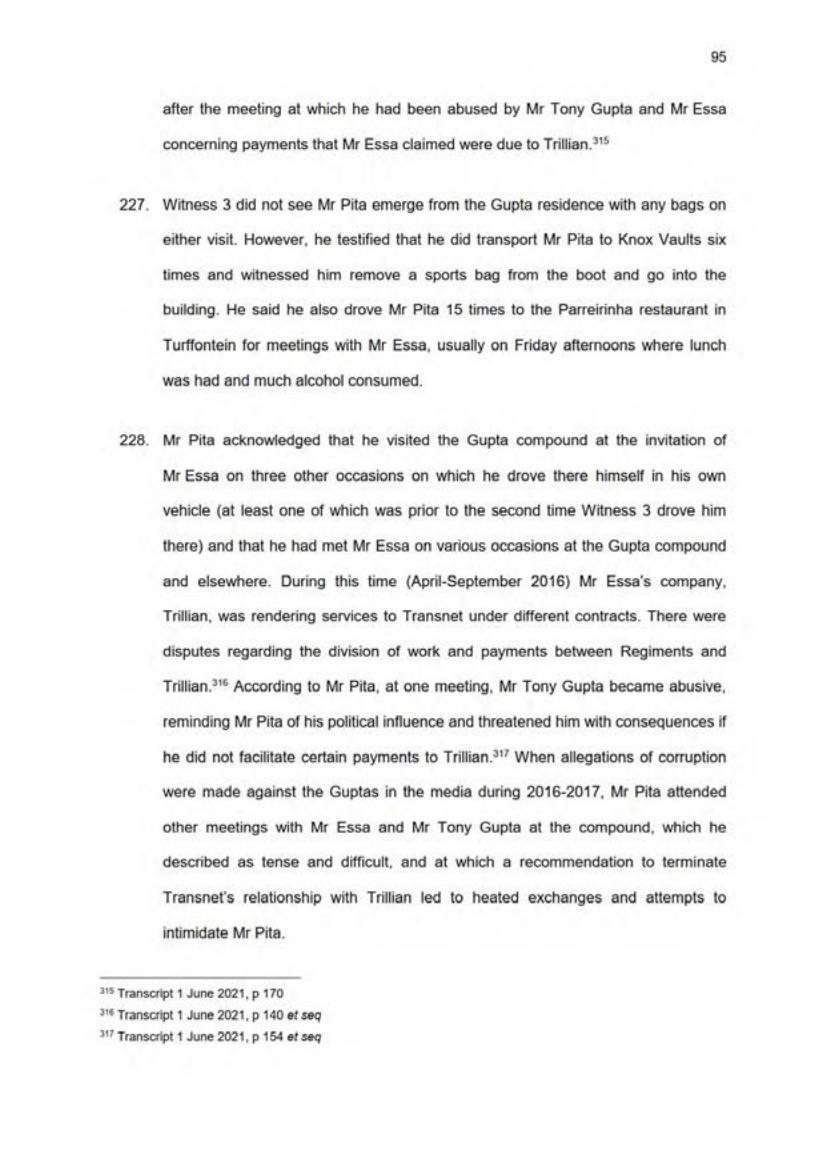 95
after the meeting at which he had been abused by Mr Tony Gupta and Mr Essa
concerning payments that Mr Essa claimed were due to Trillian.315
227. Witness 3 did not see Mr Pita emerge from the Gupta residence with any bags on
either visit. However, he testified that he did transport Mr Pita to Knox Vaults six
times and witnessed him remove a sports bag from the boot and go into the
building. He said he also drove Mr Pita 15 times to the Parreirinha restaurant in
Turffontein for meetings with Mr Essa, usually on Friday afternoons where lunch
was had and much alcohol consumed.
228. Mr Pita acknowledged that he visited the Gupta compound at the invitation of
Mr Essa on three other occasions on which he drove there himself in his own
vehicle (at least one of which was prior to the second time Witness 3 drove him
there) and that he had met Mr Essa on various occasions at the Gupta compound
and elsewhere. During this time (April-September 2016) Mr Essa's company,
Trillian, was rendering services to Transnet under different contracts. There were
disputes regarding the division of work and payments between Regiments and
Trillian.316 According to Mr Pita, at one meeting, Mr Tony Gupta became abusive,
reminding Mr Pita of his political influence and threatened him with consequences if
he did not facilitate certain payments to Trillian.317 When allegations of corruption
were made against the Guptas in the media during 2016-2017, Mr Pita attended
other meetings with Mr Essa and Mr Tony Gupta at the compound, which he
described as tense and difficult, and at which a recommendation to terminate
Transnet's relationship with Trillian led to heated exchanges and attempts to
intimidate Mr Pita.
315 Transcript 1 June 2021, p 170
316 Transcript 1 June 2021, p 140 et seq
317 Transcript 1 June 2021, p 154 et seq